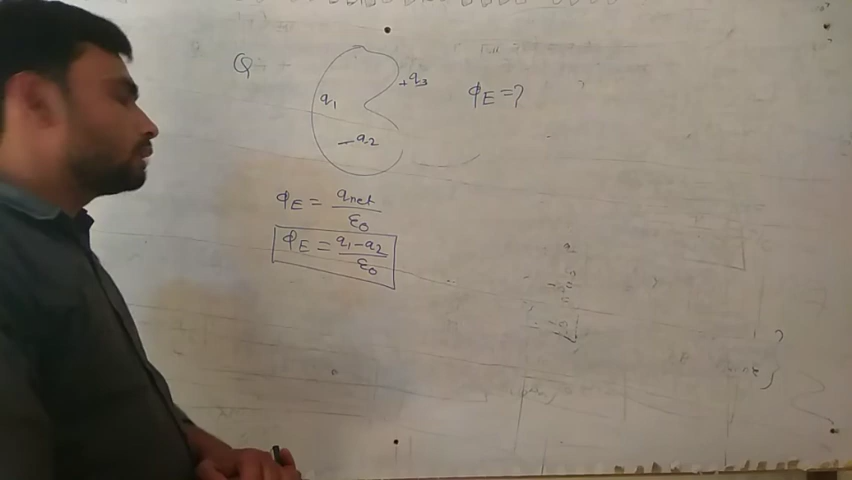 Q
q₁
+q₃
-q₂
ϕE = ?
ϕE = qnet/ε₀
ϕE = q₁-q₂/ε₀